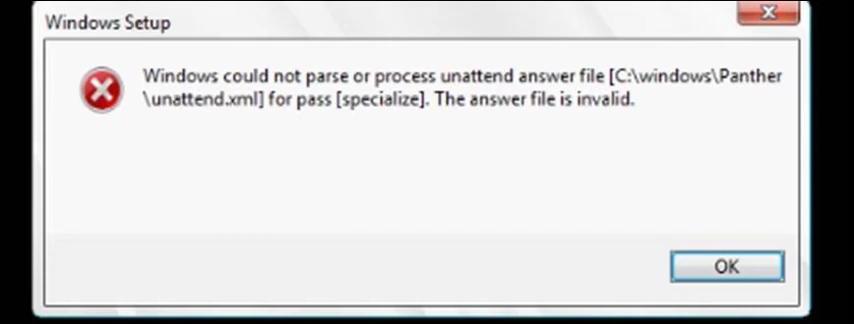 Windows Setup
Windows could not parse or process unattend answer file [C:\windows\Panther
\unattend.xml] for pass [specialize]. The answer file is invalid.
OK